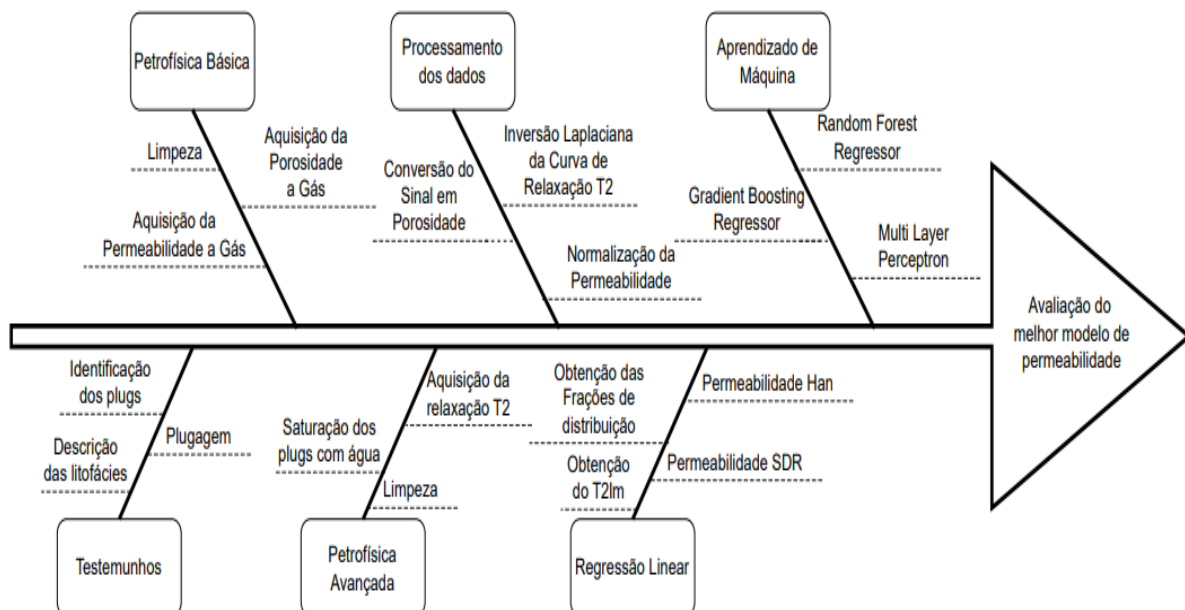 Petrofísica Básica
Processamento
dos dados
Aprendizado de
Máquina
Limpeza
Aquisição da
Porosidade
a Gás
Aquisição da
Permeabilidade a Gás
Inversão Laplaciana
da Curva de
Relaxação T2
Conversão do
Sinal em
Porosidade
Normalização da
Permeabilidade
Random Forest
Regressor
Gradient Boosting
Regressor
Multi Layer
Perceptron
Avaliação do
melhor modelo de
permeabilidade
Identificação
dos plugs
Plugagem
Descrição
das litofácies
Aquisição da
relaxação T2
Saturação dos
plugs com água
Limpeza
Obtenção das
Frações de
distribuição
Permeabilidade Han
Obtenção
do T2lm
Permeabilidade SDR
Testemunhos
Petrofísica
Avançada
Regressão Linear